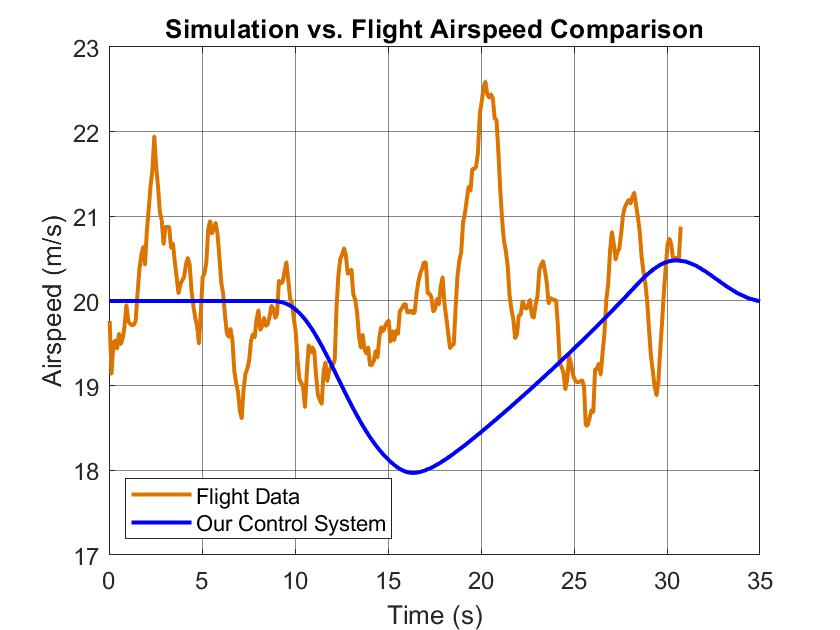 Simulation vs. Flight Airspeed Comparison
23
22
21
20
19
18
17
Airspeed (m/s)
Flight Data
Our Control System
0 5 10 15 20 25 30 35
Time (s)